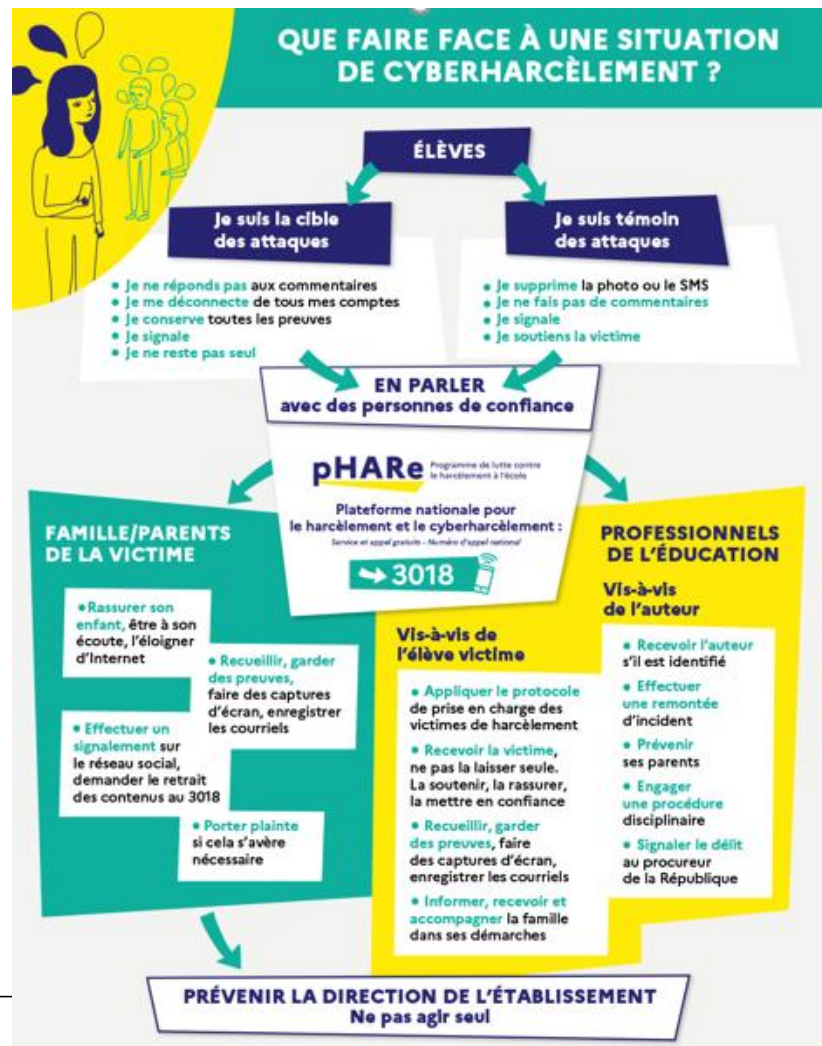 QUE FAIRE FACE À UNE SITUATION
DE CYBERHARCÈLEMENT ?
ÉLÈVES
Je suis la cible
des attaques
• Je ne réponds pas aux commentaires
• Je me déconnecte de tous mes comptes
• Je conserve toutes les preuves
• Je signale
• Je ne reste pas seul
Je suis témoin
des attaques
• Je supprime la photo ou le SMS
• Je ne fais pas de commentaires
• Je signale
• Je soutiens la victime
EN PARLER
avec des personnes de confiance
pHARe
Programme de lutte contre
le harcèlement à l'école
Plateforme nationale pour
le harcèlement et le cyberharcèlement :
Service et appel gratuits - Numéro d'appel national
3018
FAMILLE/PARENTS
DE LA VICTIME
• Rassurer son
enfant, être à son
écoute, l'éloigner
d'Internet
• Recueillir, garder
des preuves,
faire des captures
d'écran, enregistrer
les courriels
• Effectuer un
signalement sur
le réseau social,
demander le retrait
des contenus au 3018
• Porter plainte
si cela s'avère
nécessaire
PROFESSIONNELS
DE L'ÉDUCATION
Vis-à-vis de
l'élève victime
• Appliquer le protocole
de prise en charge des
victimes de harcèlement
• Recevoir la victime,
ne pas la laisser seule.
La soutenir, la rassurer,
la mettre en confiance
• Recueillir, garder
des preuves, faire
des captures d'écran,
enregistrer les courriels
• Informer, recevoir et
accompagner la famille
dans ses démarches
Vis-à-vis
de l'auteur
• Recevoir l'auteur
s'il est identifié
• Effectuer
une remontée
d'incident
• Prévenir
ses parents
• Engager
une procédure
disciplinaire
• Signaler le délit
au procureur
de la République
PRÉVENIR LA DIRECTION DE L'ÉTABLISSEMENT
Ne pas agir seul